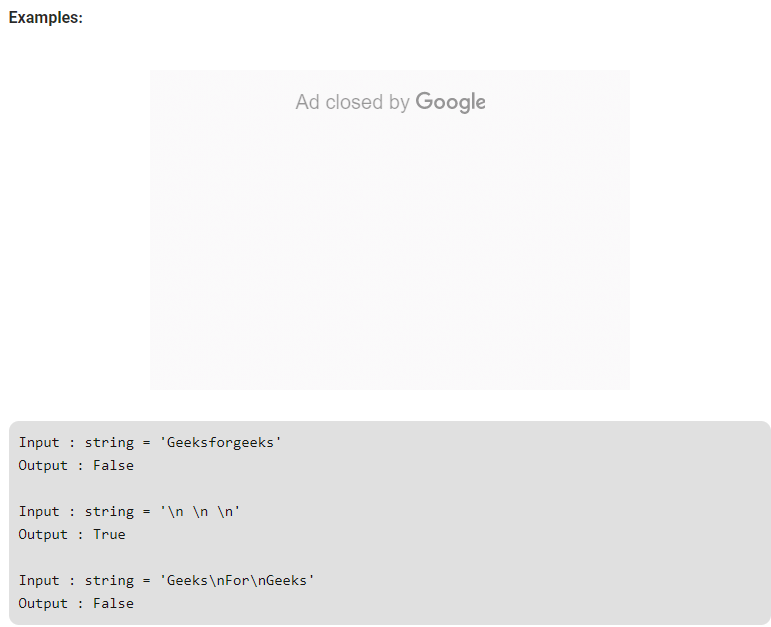 Examples:
Ad closed by Google
Input : string = 'Geeksforgeeks'
Output : False
Input : string = '\n \n \n'
Output : True
Input : string = 'Geeks\nFor\nGeeks'
Output : False